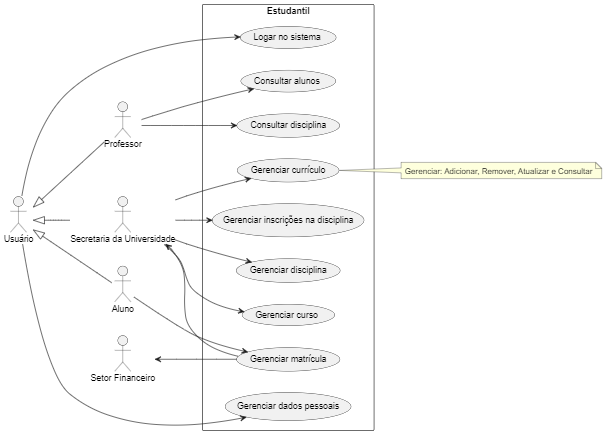 Estudantil
Logar no sistema
Consultar alunos
Professor
Consultar disciplina
Gerenciar currículo
Gerenciar: Adicionar, Remover, Atualizar e Consultar
Usuário
Secretaria da Universidade
Gerenciar inscrições na disciplina
Gerenciar disciplina
Aluno
Gerenciar curso
Gerenciar matrícula
Setor Financeiro
Gerenciar dados pessoais